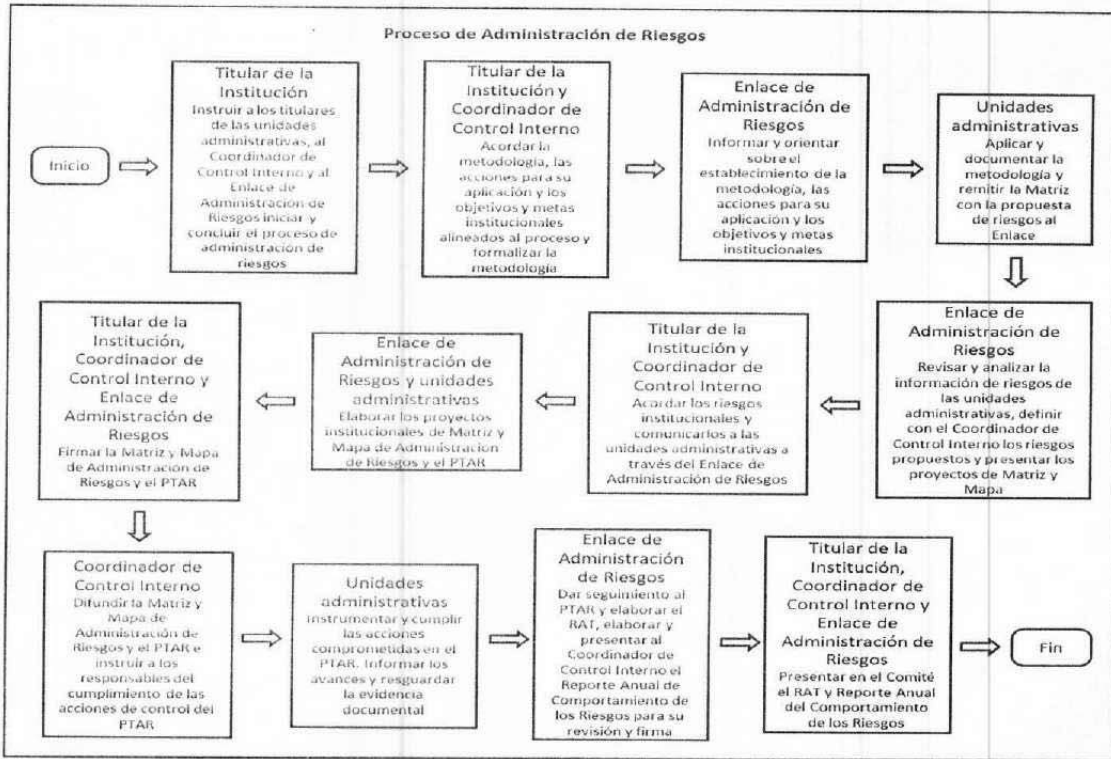 Proceso de Administración de Riesgos
Inicio
Titular de la
Institución
Instruir a los titulares
de las unidades
administrativas, al
Coordinador de
Control Interno y al
Enlace de
Administración de
Riesgos iniciar y
concluir el proceso de
administración de
riesgos
Titular de la
Institución y
Coordinador de
Control Interno
Acordar la
metodología, las
acciones para su
aplicación y los
objetivos y metas
institucionales
alineados al proceso y
formalizar la
metodología
Enlace de
Administración de
Riesgos
Informar y orientar
sobre el
establecimiento de la
metodología, las
acciones para su
aplicación y los
objetivos y metas
institucionales
Unidades
administrativas
Aplicar y
documentar la
metodología y
remitir la Matriz
con la propuesta
de riesgos al
Enlace
Enlace de
Administración de
Riesgos
Revisar y analizar la
información de riesgos de
las unidades
administrativas, definir
con el Coordinador de
Control Interno los riesgos
propuestos y presentar los
proyectos de Matriz y
Mapa
Titular de la
Institución y
Coordinador de
Control Interno
Acordar los riesgos
institucionales y
comunicarlos a las
unidades administrativas a
través del Enlace de
Administración de Riesgos
Enlace de
Administración de
Riesgos y unidades
administrativas
Elaborar los proyectos
institucionales de Matriz y
Mapa de Administración
de Riesgos y el PTAR
Titular de la
Institución,
Coordinador de
Control Interno y
Enlace de
Administración de
Riesgos
Firmar la Matriz y Mapa
de Administración de
Riesgos y el PTAR
Coordinador de
Control Interno
Difundir la Matriz y
Mapa de
Administración de
Riesgos y el PTAR e
instruir a los
responsables del
cumplimiento de las
acciones de control del
PTAR
Unidades
administrativas
Instrumentar y cumplir
las acciones
comprometidas en el
PTAR. Informar los
avances y resguardar
la evidencia
documental
Enlace de
Administración
de Riesgos
Dar seguimiento al
PTAR y elaborar el
RAT, elaborar y
presentar al
Coordinador de
Control Interno el
Reporte Anual de
Comportamiento de
los Riesgos para su
revisión y firma
Titular de la
Institución,
Coordinador de
Control Interno y
Enlace de
Administración de
Riesgos
Presentar en el Comité
el RAT y Reporte Anual
del Comportamiento
de los Riesgos
Fin